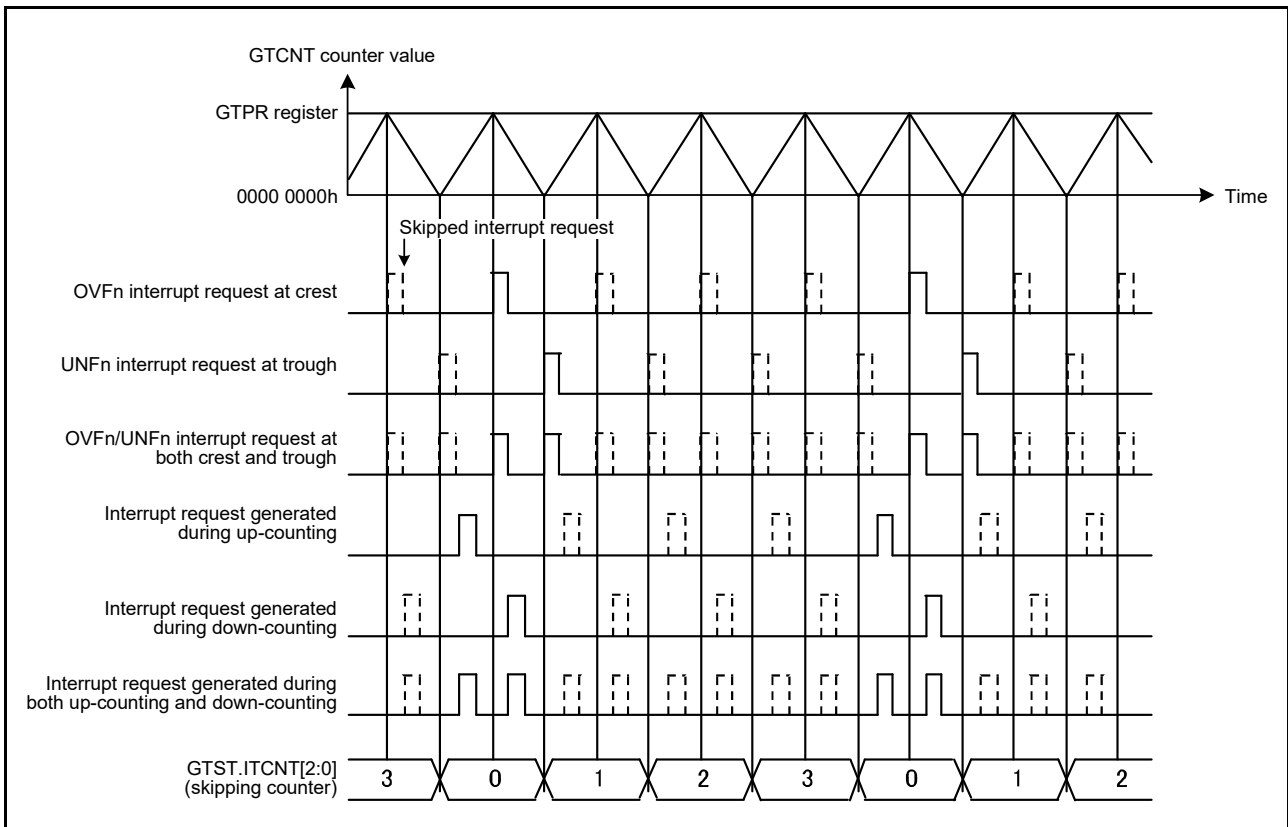 GTCNT counter value
GTPR register
0000 0000h
Time
Skipped interrupt request
OVFn interrupt request at crest
UNFn interrupt request at trough
OVFn/UNFn interrupt request at
both crest and trough
Interrupt request generated
during up-counting
Interrupt request generated
during down-counting
Interrupt request generated during
both up-counting and down-counting
GTST.ITCNT[2:0]
(skipping counter)
3 0 1 2 3 0 1 2